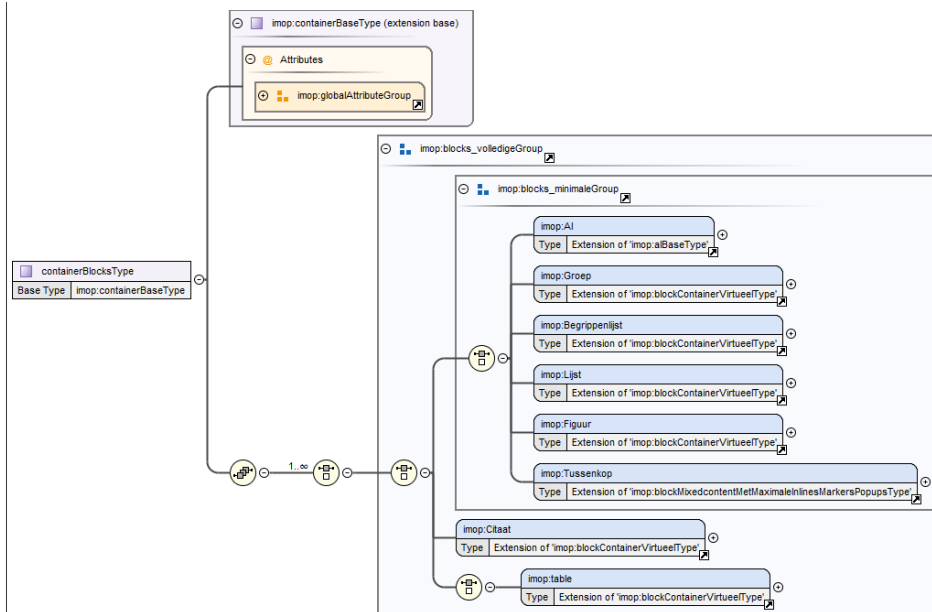 imop:containerBaseType (extension base)
@ Attributes
imop:globalAttributeGroup
imop:blocks_volledigeGroup
imop:blocks_minimaleGroup
imop:Al
Type Extension of 'imop:alBaseType'
containerBlocksType
Base Type imop:containerBaseType
imop:Groep
Type Extension of 'imop:blockContainerVirtueelType'
imop:Begrippenlijst
Type Extension of 'imop:blockContainerVirtueelType'
imop:Lijst
Type Extension of 'imop:blockContainerVirtueelType'
imop:Figuur
Type Extension of 'imop:blockContainerVirtueelType'
1..∞
imop:Tussenkop
Type Extension of 'imop:blockMixedcontentMetMaximaleInlinesMarkersPopupsType'
imop:Citaat
Type Extension of 'imop:blockContainerVirtueelType'
imop:table
Type Extension of 'imop:blockContainerVirtueelType'